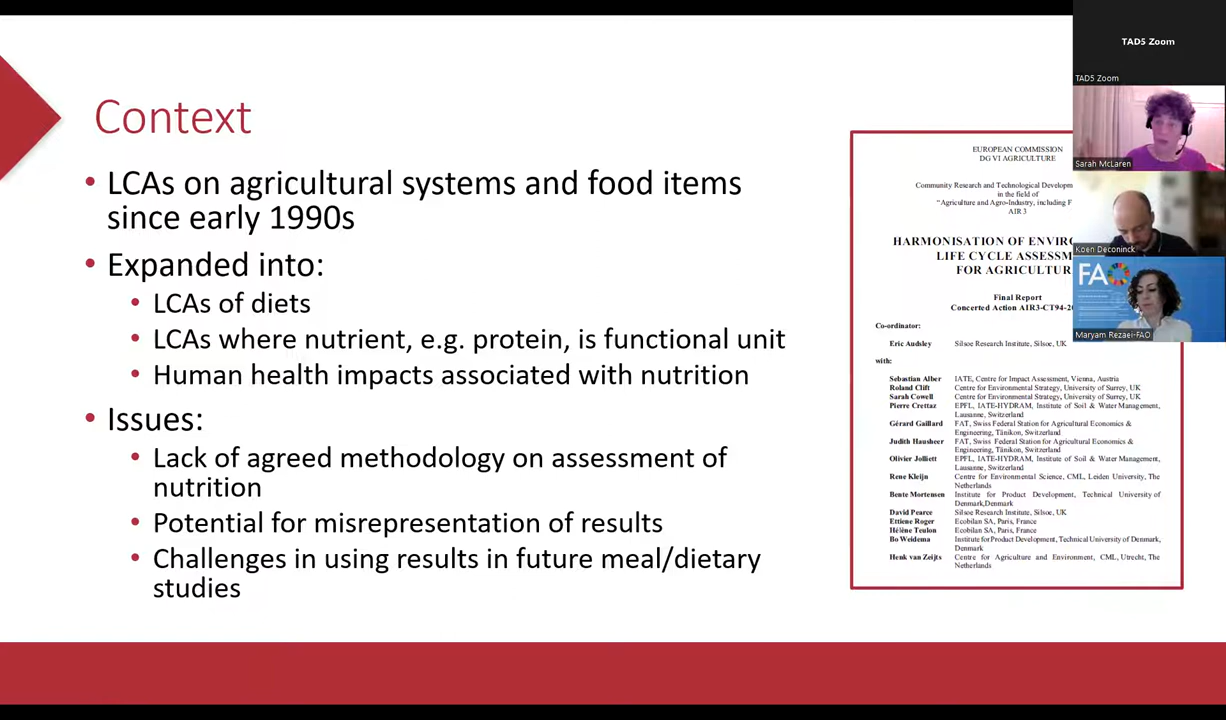 Context
• LCAs on agricultural systems and food items
since early 1990s
• Expanded into:
• LCAs of diets
• LCAs where nutrient, e.g. protein, is functional unit
• Human health impacts associated with nutrition
• Issues:
• Lack of agreed methodology on assessment of
nutrition
• Potential for misrepresentation of results
• Challenges in using results in future meal/dietary
studies
EUROPEAN COMMISSION
DG VI AGRICULTURE
Community Research and Technological Developm
in the field of
"Agriculture and Agro-Industry, including F
AIR 3
HARMONISATION OF ENVIR
LIFE CYCLE ASSESSM
FOR AGRICULTUR
Final Report
Concerted Action AIR3-CT94-20
Co-ordinator:
Eric Audsley Silsoe Research Institute, Silsoe, UK
with:
Sebastian Alber IATE, Centre for Impact Assessment, Vienna, Austria
Roland Clift Centre for Environmental Strategy, University of Surrey, UK
Sarah Cowell Centre for Environmental Strategy, University of Surrey, UK
Pierre Crettaz EPFL, IATE-HYDRAM, Institute of Soil & Water Management,
Lausanne, Switzerland
Gérard Gaillard FAT, Swiss Federal Station for Agricultural Economics &
Engineering, Tänikon, Switzerland
Judith Hausheer FAT, Swiss Federal Station for Agricultural Economics &
Engineering, Tänikon, Switzerland
Olivier Jolliett EPFL, IATE-HYDRAM, Institute of Soil & Water Management,
Lausanne, Switzerland
Rene Kleijn Centre for Environmental Science, CML, Leiden University, The
Netherlands
Bente Mortensen Institute for Product Development, Technical University of
Denmark,Denmark
David Pearce Silsoe Research Institute, Silsoe, UK
Ettiene Roger Ecobilan SA, Paris, France
Hélène Teulon Ecobilan SA, Paris, France
Bo Weidema Institute for Product Development, Technical University of Denmark,
Denmark
Henk van Zeijts Centre for Agriculture and Environment, CML, Utrecht, The
Netherlands
TAD5 Zoom
TAD5 Zoom
Sarah McLaren
Koen Deconinck
FAO
Maryam Rezaei-FAO